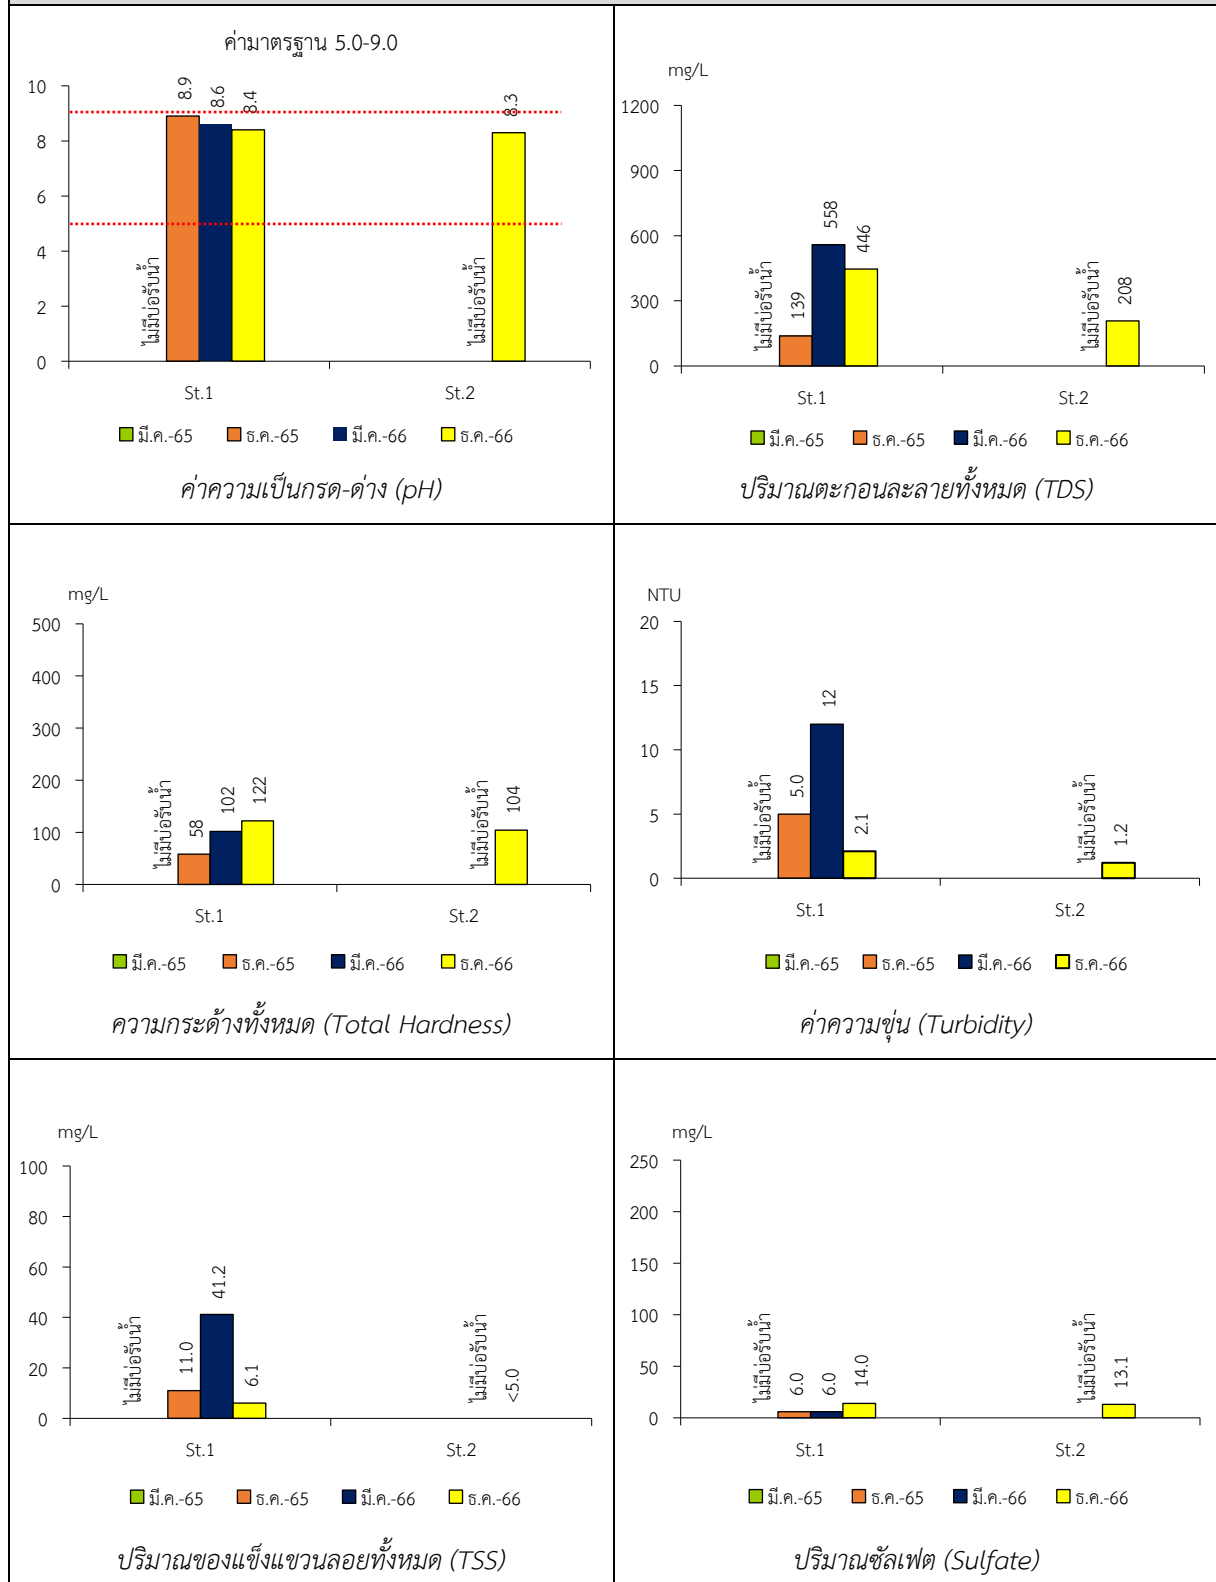 ค่ามาตรฐาน 5.0-9.0
10
8
6
4
2
0
ไม่มีบ่อรับน้ำ
8.9
8.6
8.4
ไม่มีบ่อรับน้ำ
8.3
St.1
St.2
มี.ค.-65
ธ.ค.-65
มี.ค.-66
ธ.ค.-66
ค่าความเป็นกรด-ด่าง (pH)
mg/L
1200
900
600
300
0
ไม่มีบ่อรับน้ำ
139
558
446
ไม่มีบ่อรับน้ำ
208
St.1
St.2
มี.ค.-65
ธ.ค.-65
มี.ค.-66
ธ.ค.-66
ปริมาณตะกอนละลายทั้งหมด (TDS)
mg/L
500
400
300
200
100
0
ไม่มีบ่อรับน้ำ
58
102
122
ไม่มีบ่อรับน้ำ
104
St.1
St.2
มี.ค.-65
ธ.ค.-65
มี.ค.-66
ธ.ค.-66
ความกระด้างทั้งหมด (Total Hardness)
NTU
20
15
10
5
0
ไม่มีบ่อรับน้ำ
5.0
12
2.1
ไม่มีบ่อรับน้ำ
1.2
St.1
St.2
มี.ค.-65
ธ.ค.-65
มี.ค.-66
ธ.ค.-66
ค่าความขุ่น (Turbidity)
mg/L
100
80
60
40
20
0
ไม่มีบ่อรับน้ำ
11.0
41.2
6.1
ไม่มีบ่อรับน้ำ
<5.0
St.1
St.2
มี.ค.-65
ธ.ค.-65
มี.ค.-66
ธ.ค.-66
ปริมาณของแข็งแขวนลอยทั้งหมด (TSS)
mg/L
250
200
150
100
50
0
ไม่มีบ่อรับน้ำ
6.0
6.0
14.0
ไม่มีบ่อรับน้ำ
13.1
St.1
St.2
มี.ค.-65
ธ.ค.-65
มี.ค.-66
ธ.ค.-66
ปริมาณซัลเฟต (Sulfate)